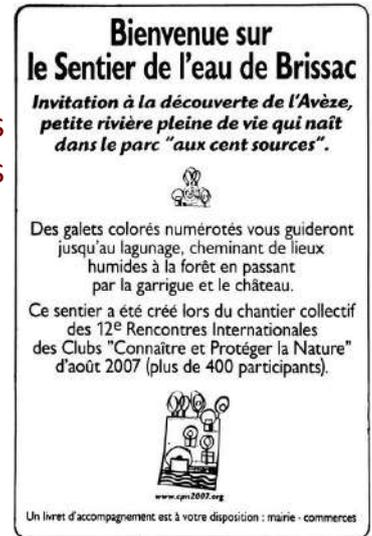 Bienvenue sur
le Sentier de l'eau de Brissac
Invitation à la découverte de l'Avèze,
petite rivière pleine de vie qui naît
dans le parc "aux cent sources".
Des galets colorés numérotés vous guideront
jusqu'au lagunage, cheminant de lieux
humides à la forêt en passant
par la garrigue et le château.
Ce sentier a été créé lors du chantier collectif
des 12e Rencontres Internationales
des Clubs "Connaître et Protéger la Nature"
d'août 2007 (plus de 400 participants).
www.cpn2007.org
Un livret d'accompagnement est à votre disposition : mairie - commerces